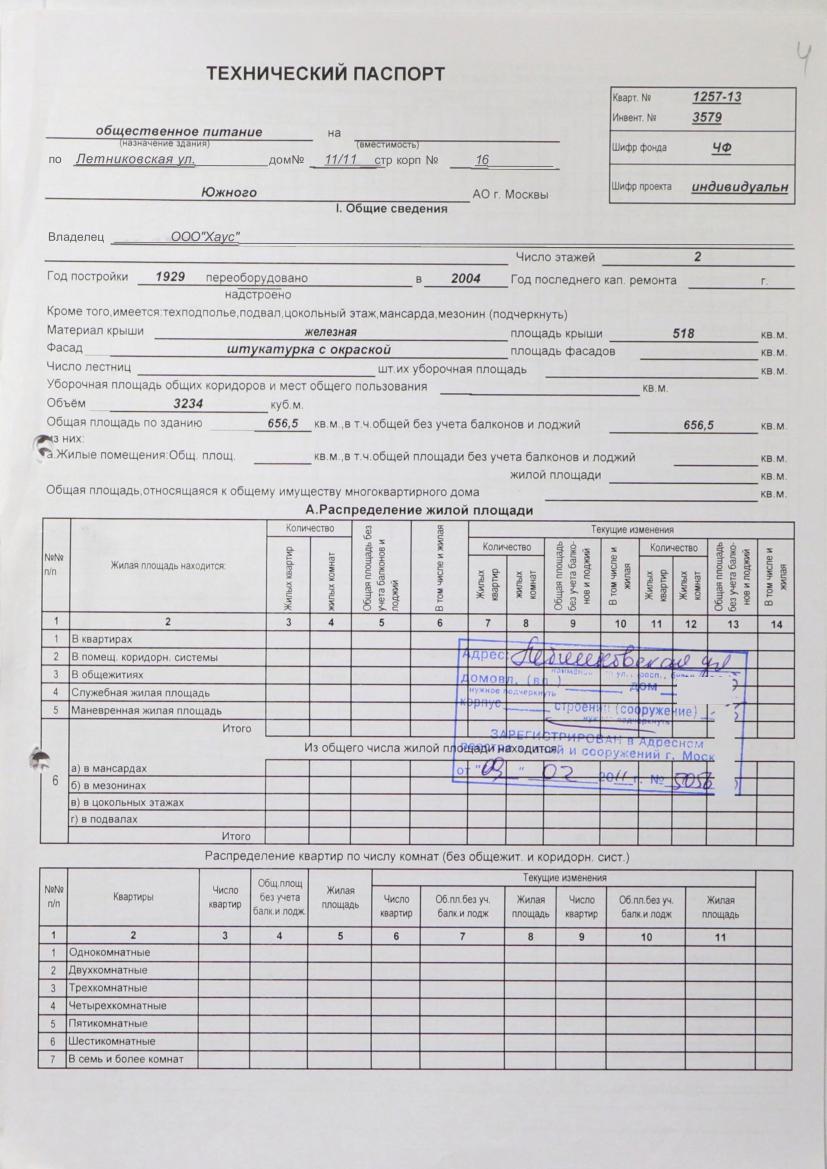 4
ТЕХНИЧЕСКИЙ ПАСПОРТ
Кварт. № 1257-13
Инвент. № 3579
Шифр фонда ЧФ
Шифр проекта индивидуальн
общественное питание на
(назначение здания) (вместимость)
по Летниковская ул. дом№ 11/11 стр корп № 16
Южного АО г. Москвы
I. Общие сведения
Владелец ООО"Хаус"
Число этажей 2
Год постройки 1929 переоборудовано в 2004 Год последнего кап. ремонта г.
надстроено
Кроме того,имеется:техподполье,подвал,цокольный этаж,мансарда,мезонин (подчеркнуть)
Материал крыши железная площадь крыши 518 кв.м.
Фасад штукатурка с окраской площадь фасадов кв.м.
Число лестниц шт.их уборочная площадь кв.м.
Уборочная площадь общих коридоров и мест общего пользования кв.м.
Объём 3234 куб.м.
Общая площадь по зданию 656,5 кв.м.,в т.ч.общей без учета балконов и лоджий 656,5 кв.м.
из них:
а.Жилые помещения:Общ. площ. кв.м.,в т.ч.общей площади без учета балконов и лоджий кв.м.
жилой площади кв.м.
Общая площадь,относящаяся к общему имуществу многоквартирного дома кв.м.
А.Распределение жилой площади
№№ п/п Жилая площадь находится: Количество Общая площадь без учета балконов и лоджий В том числе и жилая Текущие изменения
Жилых квартир жилых комнат Количество Общая площадь без учета балко-нов и лоджий В том числе и жилая Количество Общая площадь без учета балко-нов и лоджий В том числе и жилая
Жилых квартир жилых комнат Жилых квартир Жилых комнат
1 2 3 4 5 6 7 8 9 10 11 12 13 14
1 В квартирах
2 В помещ. коридорн. системы
3 В общежитиях
4 Служебная жилая площадь
5 Маневренная жилая площадь
Итого
Адрес: Летниковская ул
домовл. (вл.) дом
нужное подчеркнуть
корпус строение (сооружение)
нужное подчеркнуть
ЗАРЕГИСТРИРОВАН в Адресном
и сооружений г. Моск
от "09" 02 2011 г. № 5056
Из общего числа жилой площади находится:
6 а) в мансардах
б) в мезонинах
в) в цокольных этажах
г) в подвалах
Итого
Распределение квартир по числу комнат (без общежит. и коридорн. сист.)
№№ п/п Квартиры Число квартир Общ.площ без учета балк.и лодж. Жилая площадь Текущие изменения
Число квартир Об.пл.без уч. балк.и лодж Жилая площадь Число квартир Об.пл.без уч. балк.и лодж Жилая площадь
1 2 3 4 5 6 7 8 9 10 11
1 Однокомнатные
2 Двухкомнатные
3 Трехкомнатные
4 Четырехкомнатные
5 Пятикомнатные
6 Шестикомнатные
7 В семь и более комнат